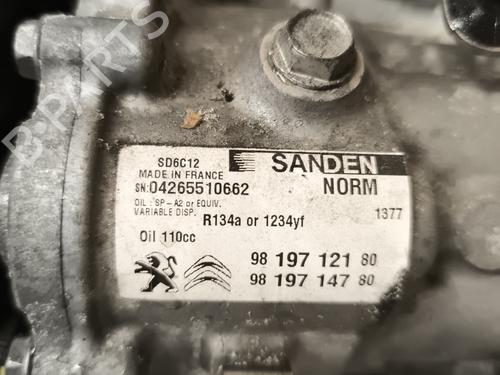 B-PARTS
SD6C12 SANDEN
MADE IN FRANCE NORM
SN:04265510662
OIL : SP-A2 or EQUIV.
VARIABLE DISP. R134a or 1234yf 1377
Oil 110cc
98 197 121 80
98 197 147 80